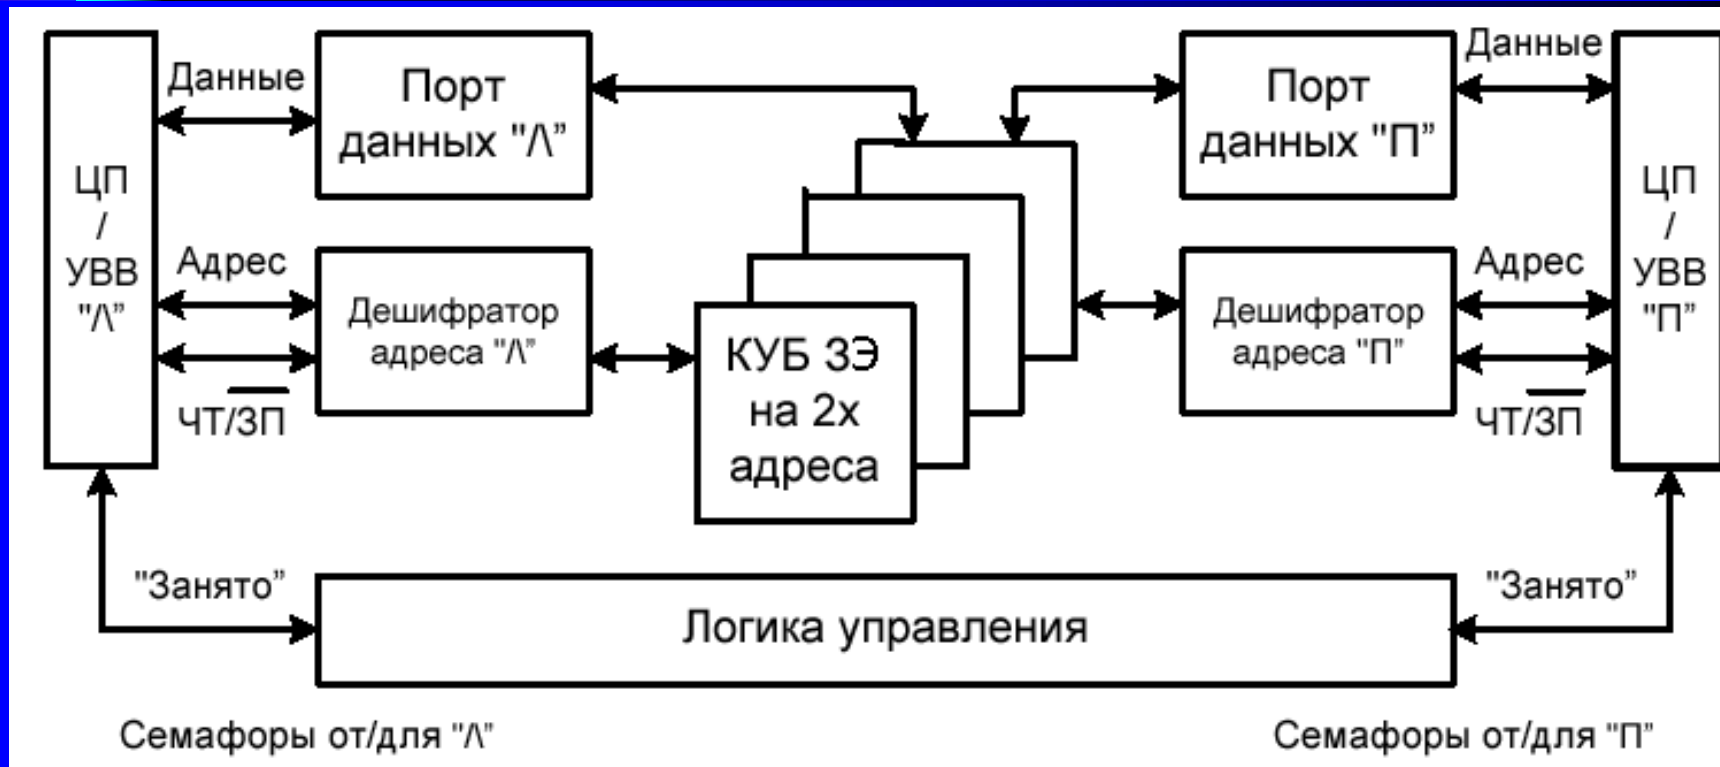 ЦП
/
УВВ
"Л”
Данные
Порт
данных "Л”
Адрес
ЧТ/ЗП
Дешифратор
адреса "Л”
КУБ ЗЭ
на 2х
адреса
Порт
данных "П”
Данные
Дешифратор
адреса "П”
Адрес
ЧТ/ЗП
ЦП
/
УВВ
"П”
"Занято”
Логика управления
"Занято”
Семафоры от/для "Л”
Семафоры от/для "П”